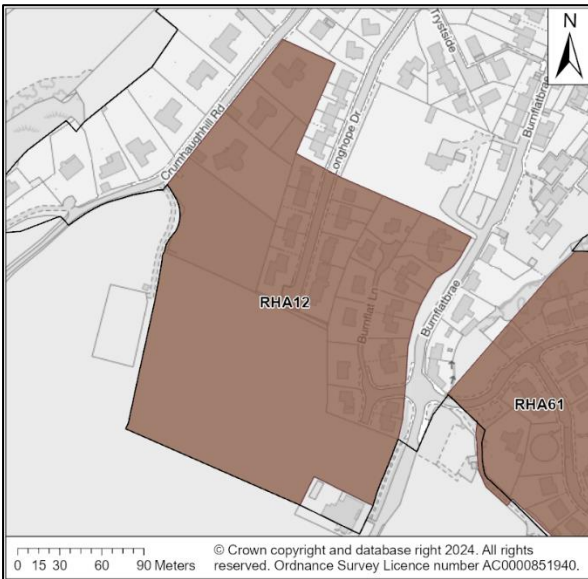 N
Trystside
Burnflatbrae
Crumhaughhill Rd
onghope Dr
RHA12
Burnflat Ln
Burnflatbrae
RHA61
0 15 30 60 90 Meters
© Crown copyright and database right 2024. All rights
reserved. Ordnance Survey Licence number AC0000851940.